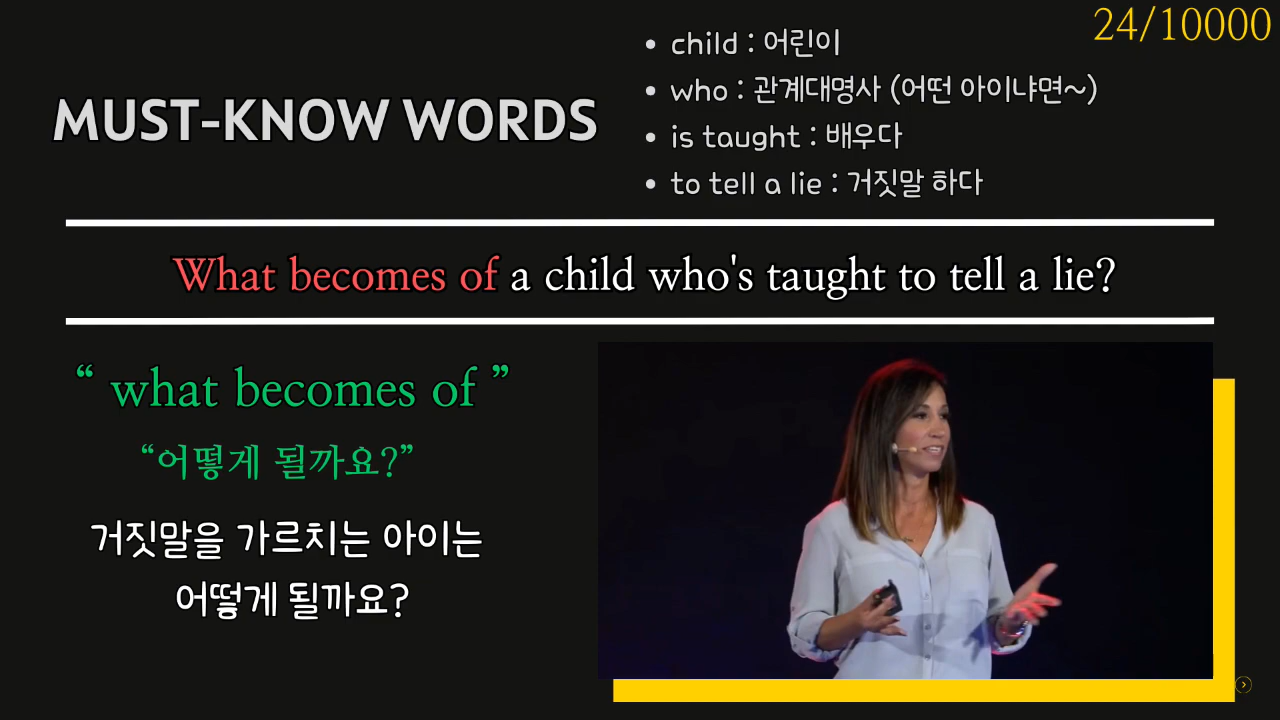 24/10000
MUST-KNOW WORDS
• child : 어린이
• who : 관계대명사 (어떤 아이냐면~)
• is taught : 배우다
• to tell a lie : 거짓말 하다
What becomes of a child who's taught to tell a lie?
“ what becomes of ”
“어떻게 될까요?”
거짓말을 가르치는 아이는
어떻게 될까요?